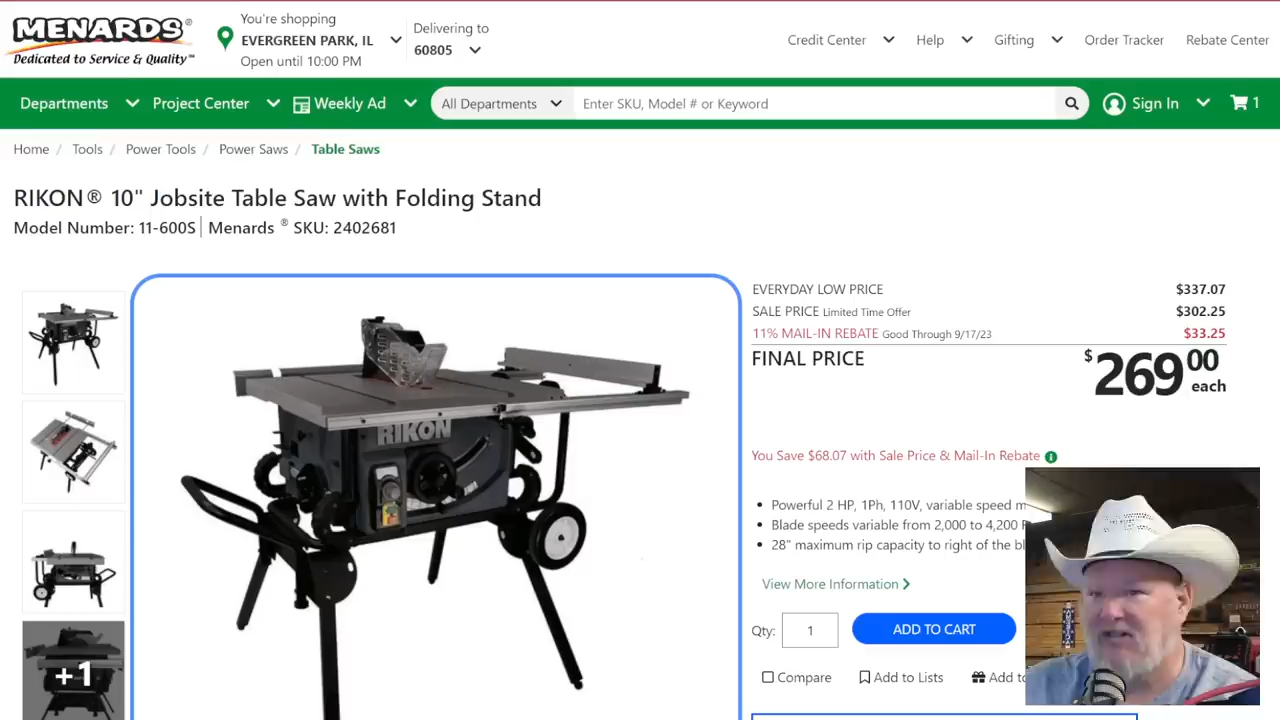 MENARDS®
Dedicated to Service & Quality™
You're shopping
EVERGREEN PARK, IL
Open until 10:00 PM
Delivering to
60805
Credit Center
Help
Gifting
Order Tracker
Rebate Center
Departments
Project Center
Weekly Ad
All Departments
Enter SKU, Model # or Keyword
Sign In
1
Home / Tools / Power Tools / Power Saws / Table Saws
RIKON® 10" Jobsite Table Saw with Folding Stand
Model Number: 11-600S | Menards ® SKU: 2402681
EVERYDAY LOW PRICE $337.07
SALE PRICE Limited Time Offer $302.25
11% MAIL-IN REBATE Good Through 9/17/23 $33.25
FINAL PRICE $269.00 each
You Save $68.07 with Sale Price & Mail-In Rebate
• Powerful 2 HP, 1Ph, 110V, variable speed m
• Blade speeds variable from 2,000 to 4,200
• 28" maximum rip capacity to right of the bl
View More Information
Qty: 1
ADD TO CART
Compare
Add to Lists
Add to
RIKON
+1